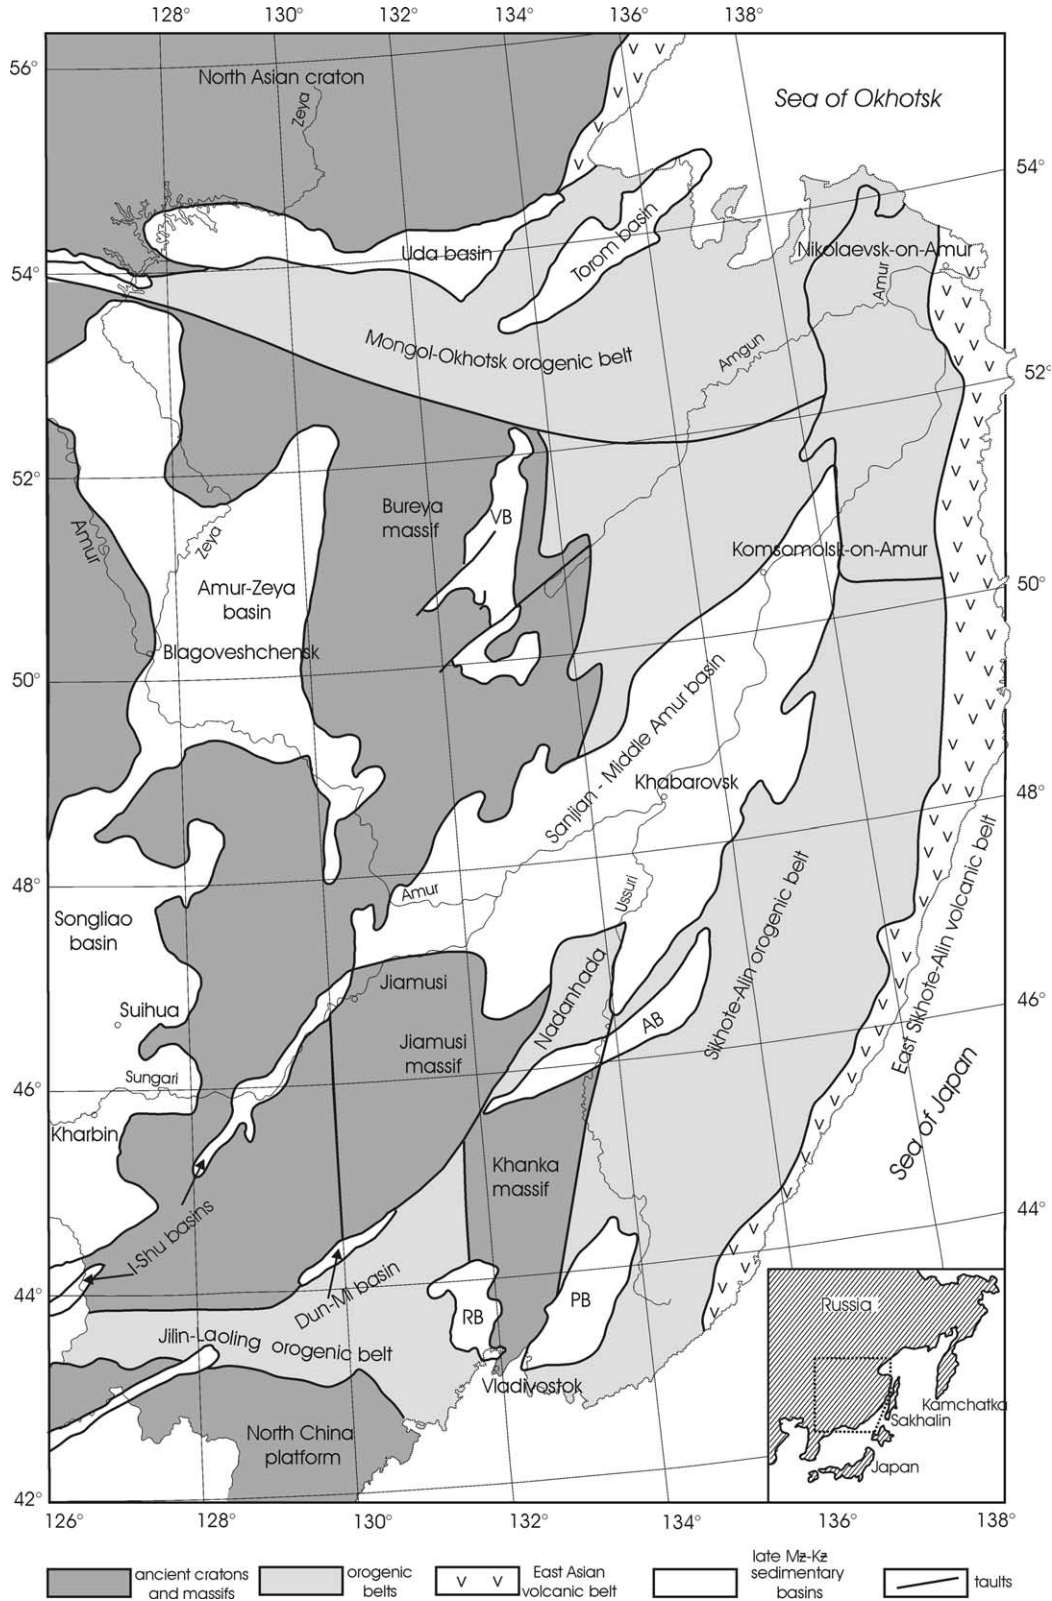 128° 130° 132° 134° 136° 138°
56°
North Asian craton
Zeya
Sea of Okhotsk
54°
Uda basin
Torom basin
Nikolaevsk-on-Amur
Amur
54°
Mongol-Okhotsk orogenic belt
Amgun
52°
52°
Bureya
massif
VB
Amur
Zeya
Komsomolsk-on-Amur
50°
Amur-Zeya
basin
Blagoveshchensk
50°
Sanjian - Middle Amur basin
Khabarovsk
48°
48°
Amur
Ussuri
Songliao
basin
Sikhote-Alin orogenic belt
East Sikhote-Alin volcanic belt
Jiamusi
Nadanhada
Suihua
46°
Jiamusi
massif
AB
Sungari
46°
Sea of Japan
Kharbin
Khanka
massif
44°
I-Shu basins
Dun-Mi basin
44°
RB
PB
Russia
Jilin-Laoling orogenic belt
Vladivostok
Kamchatka
Sakhalin
North China
platform
Japan
42°
126° 128° 130 132° 134° 136° 138°
ancient cratons
and massifs
orogenic
belts
East Asian
volcanic belt
late Mƶ-Kƶ
sedimentary
basins
taults